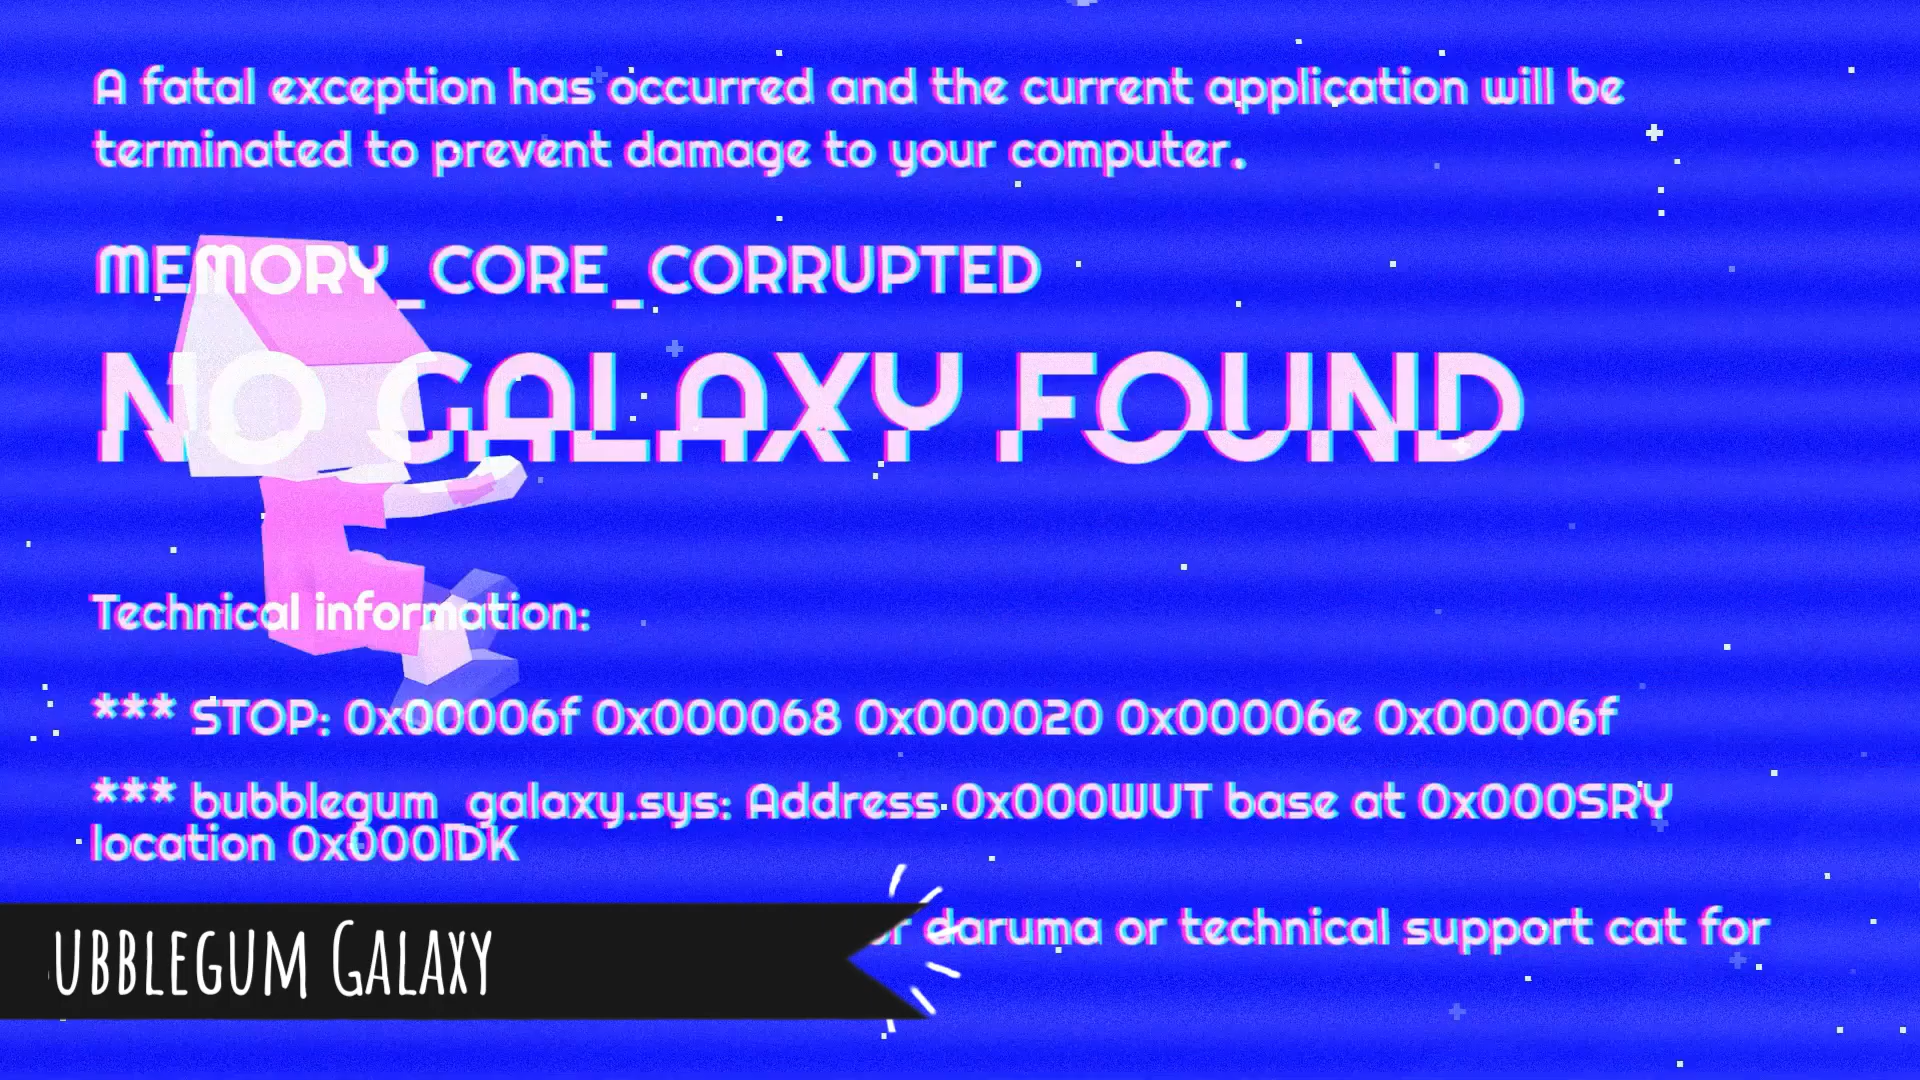 A fatal exception has occurred and the current application will be
terminated to prevent damage to your computer.
MEMORY_CORE_CORRUPTED
NO GALAXY FOUND
Technical information:
*** STOP: 0x00006f 0x000068 0x000020 0x00006e 0x00006f
*** bubblegum_galaxy.sys: Address 0x000WUT base at 0x000SRY
location 0x000IDK
daruma or technical support cat for
UBBLEGUM GALAXY